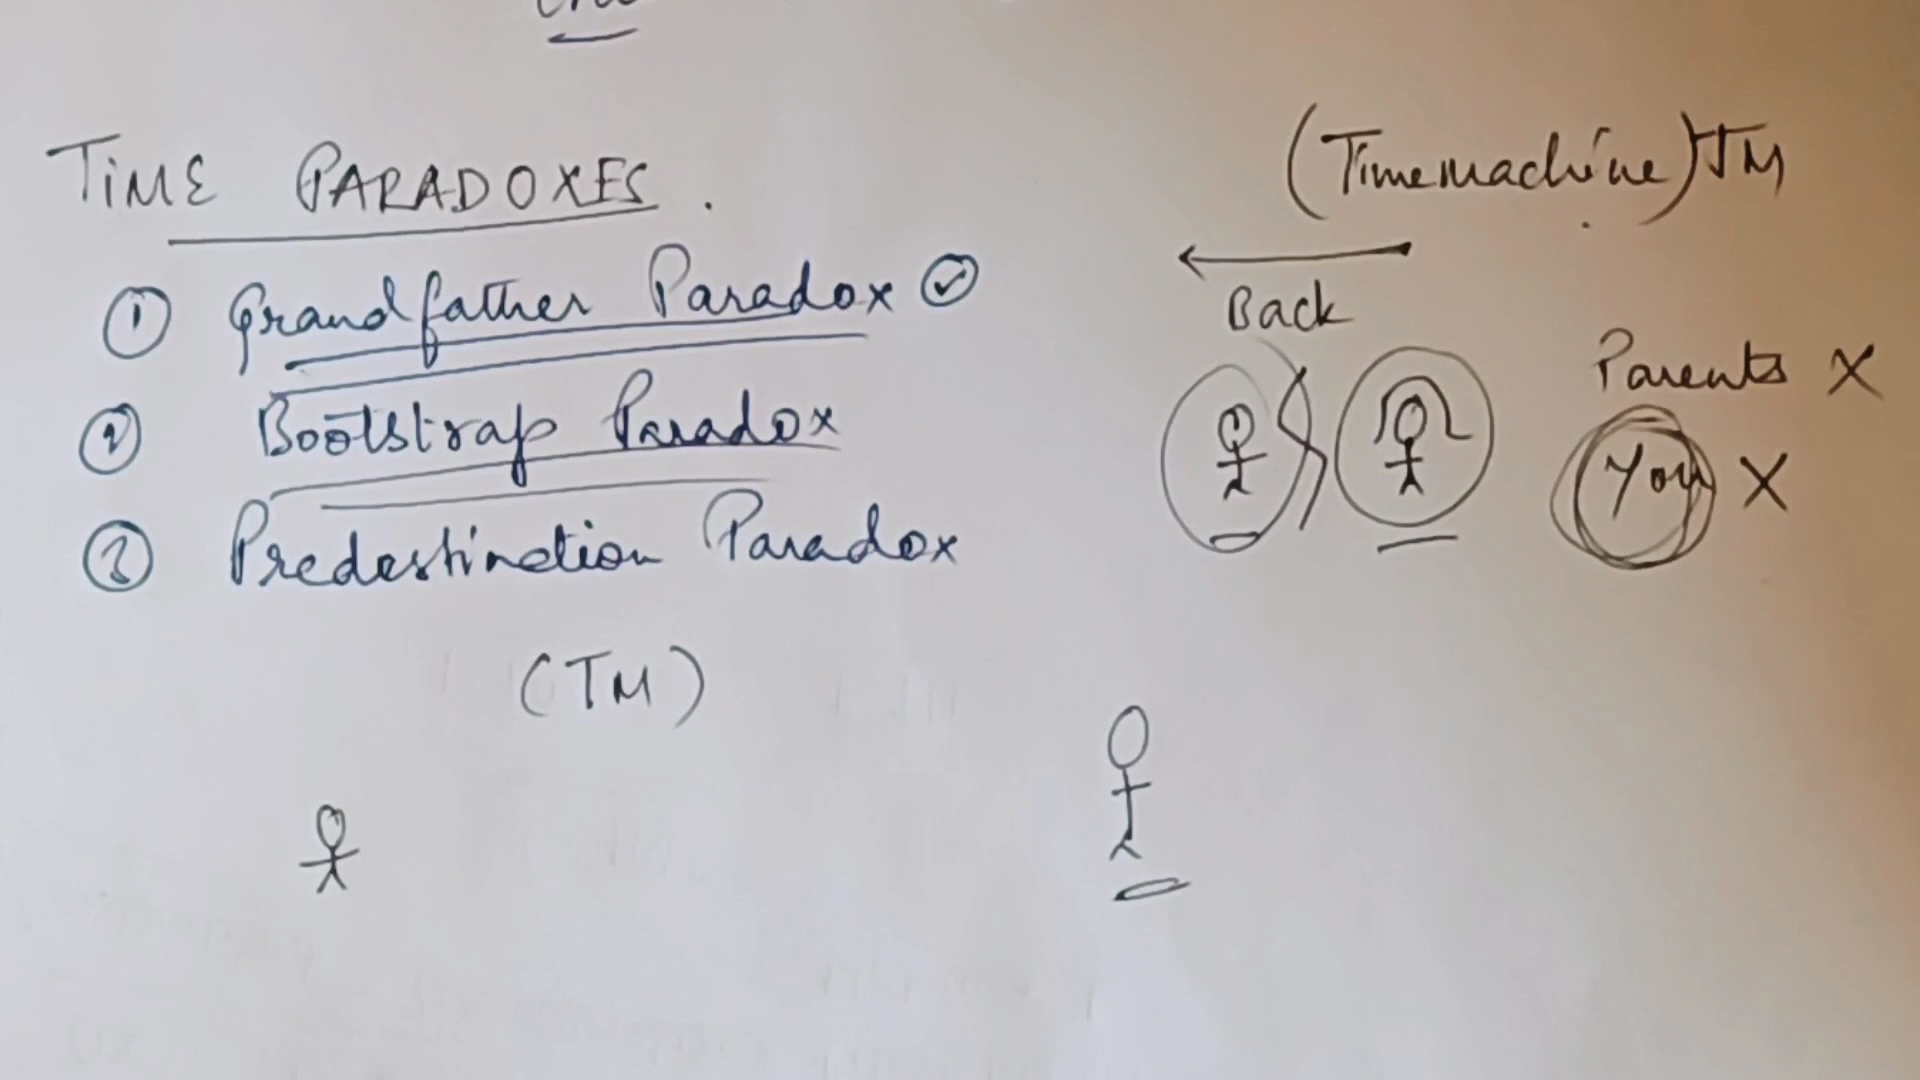 TIME PARADOXES.
(Timemachine) TM
① Grandfather Paradox
Back
② Bootstrap Paradox
Parents X
You X
③ Predestination Paradox
(TM)